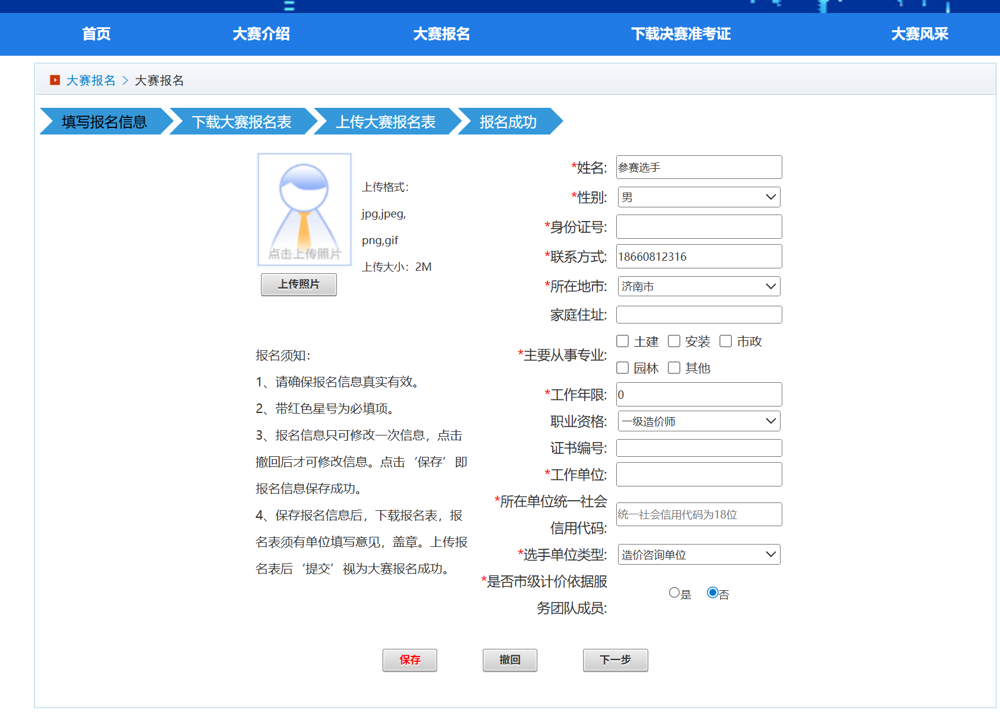 首页 大赛介绍 大赛报名 下载决赛准考证 大赛风采
大赛报名 > 大赛报名
填写报名信息 下载大赛报名表 上传大赛报名表 报名成功
点击上传照片
上传格式：
jpg,jpeg,
png,gif
上传大小：2M
上传照片
报名须知：
1、请确保报名信息真实有效。
2、带红色星号为必填项。
3、报名信息只可修改一次信息，点击
撤回后才可修改信息。点击‘保存’即
报名信息保存成功。
4、保存报名信息后，下载报名表，报
名表须有单位填写意见，盖章。上传报
名表后‘提交’视为大赛报名成功。
*姓名: 参赛选手
*性别: 男
*身份证号:
*联系方式: 18660812316
*所在地市: 济南市
家庭住址:
*主要从事专业: 土建 安装 市政
园林 其他
*工作年限: 0
职业资格: 一级造价师
证书编号:
*工作单位:
*所在单位统一社会
信用代码: 统一社会信用代码为18位
*选手单位类型: 造价咨询单位
*是否市级计价依据服
务团队成员: 是 否
保存 撤回 下一步